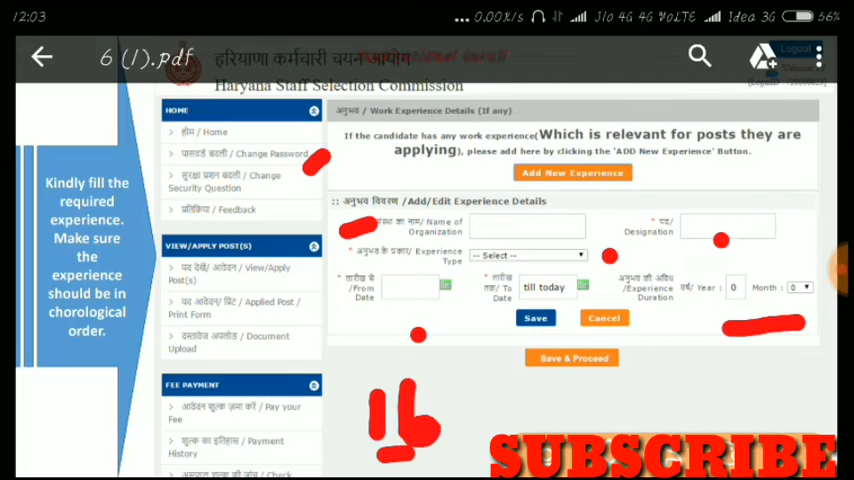 12:03
... 0.00K/s Jio 4G 4G VoLTE Idea 3G 56%
6 (1).pdf
Logout
हरियाणा कर्मचारी चयन आयोग
Haryana Staff Selection Commission
HOME
होम / Home
पासवर्ड बदली / Change Password
सुरक्षा प्रशन बदली / Change
Security Question
प्रतिकिया / Feedback
VIEW/APPLY POST(S)
पद देखें/ आवेदन / View/Apply
Post(s)
पद आवेदन/ प्रिंट / Applied Post /
Print Form
दस्तावेज अपलोड / Document
Upload
FEE PAYMENT
आवेदन शुल्क ज़मा करें / Pay your
Fee
शुल्क का इतिहास / Payment
History
/ Check
Kindly fill the
required
experience.
Make sure
the
experience
should be in
chorological
order.
अनुभव / Work Experience Details (If any)
If the candidate has any work experience(Which is relevant for posts they are
applying), please add here by clicking the 'ADD New Experience' Button.
Add New Experience
:: अनुभव विवरण /Add/Edit Experience Details
संस्था का नाम/ Name of
Organization
* पद/
Designation
* अनुभव के प्रकार/ Experience
Type
-- Select --
* तारीख से
/From
Date
* तारीख
तक/ To
Date
till today
अनुभव की अवधि
/Experience
Duration
वर्ष/ Year : 0 Month : 0
Save Cancel
Save & Proceed
16
SUBSCRIBE